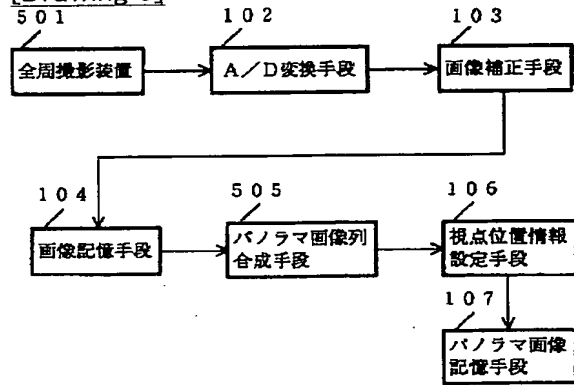 501
102
103
全周撮影装置
A/D変換手段
画像補正手段
104
505
106
画像記憶手段
パノラマ画像列
合成手段
視点位置情報
設定手段
107
パノラマ画像
記憶手段